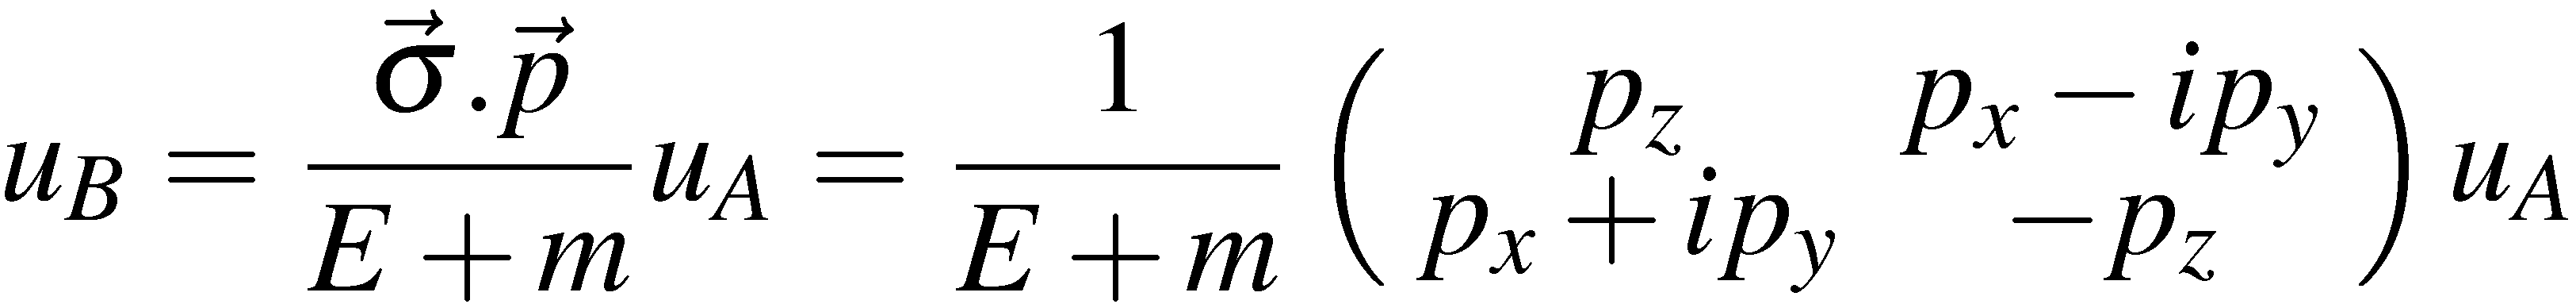 $u_B = \frac{\vec{\sigma}.\vec{p}}{E+m} u_A = \frac{1}{E+m} \begin{pmatrix} p_z & p_x - ip_y \\ p_x + ip_y & -p_z \end{pmatrix} u_A$